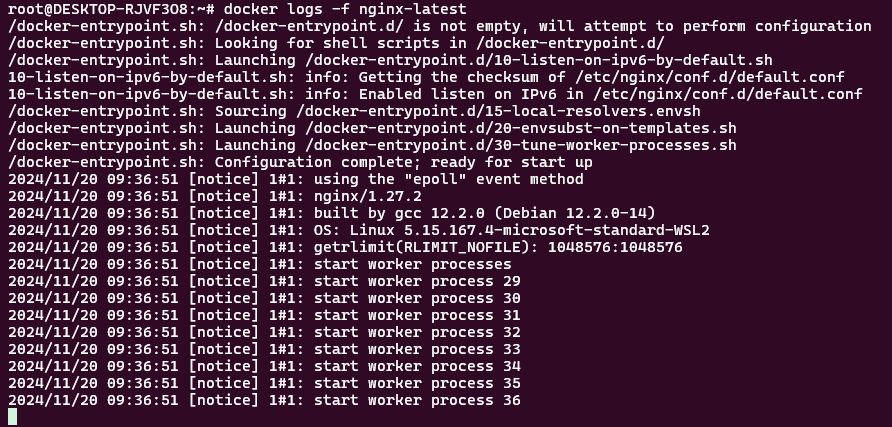 root@DESKTOP-RJVF3O8:~# docker logs -f nginx-latest
/docker-entrypoint.sh: /docker-entrypoint.d/ is not empty, will attempt to perform configuration
/docker-entrypoint.sh: Looking for shell scripts in /docker-entrypoint.d/
/docker-entrypoint.sh: Launching /docker-entrypoint.d/10-listen-on-ipv6-by-default.sh
10-listen-on-ipv6-by-default.sh: info: Getting the checksum of /etc/nginx/conf.d/default.conf
10-listen-on-ipv6-by-default.sh: info: Enabled listen on IPv6 in /etc/nginx/conf.d/default.conf
/docker-entrypoint.sh: Sourcing /docker-entrypoint.d/15-local-resolvers.envsh
/docker-entrypoint.sh: Launching /docker-entrypoint.d/20-envsubst-on-templates.sh
/docker-entrypoint.sh: Launching /docker-entrypoint.d/30-tune-worker-processes.sh
/docker-entrypoint.sh: Configuration complete; ready for start up
2024/11/20 09:36:51 [notice] 1#1: using the "epoll" event method
2024/11/20 09:36:51 [notice] 1#1: nginx/1.27.2
2024/11/20 09:36:51 [notice] 1#1: built by gcc 12.2.0 (Debian 12.2.0-14)
2024/11/20 09:36:51 [notice] 1#1: OS: Linux 5.15.167.4-microsoft-standard-WSL2
2024/11/20 09:36:51 [notice] 1#1: getrlimit(RLIMIT_NOFILE): 1048576:1048576
2024/11/20 09:36:51 [notice] 1#1: start worker processes
2024/11/20 09:36:51 [notice] 1#1: start worker process 29
2024/11/20 09:36:51 [notice] 1#1: start worker process 30
2024/11/20 09:36:51 [notice] 1#1: start worker process 31
2024/11/20 09:36:51 [notice] 1#1: start worker process 32
2024/11/20 09:36:51 [notice] 1#1: start worker process 33
2024/11/20 09:36:51 [notice] 1#1: start worker process 34
2024/11/20 09:36:51 [notice] 1#1: start worker process 35
2024/11/20 09:36:51 [notice] 1#1: start worker process 36